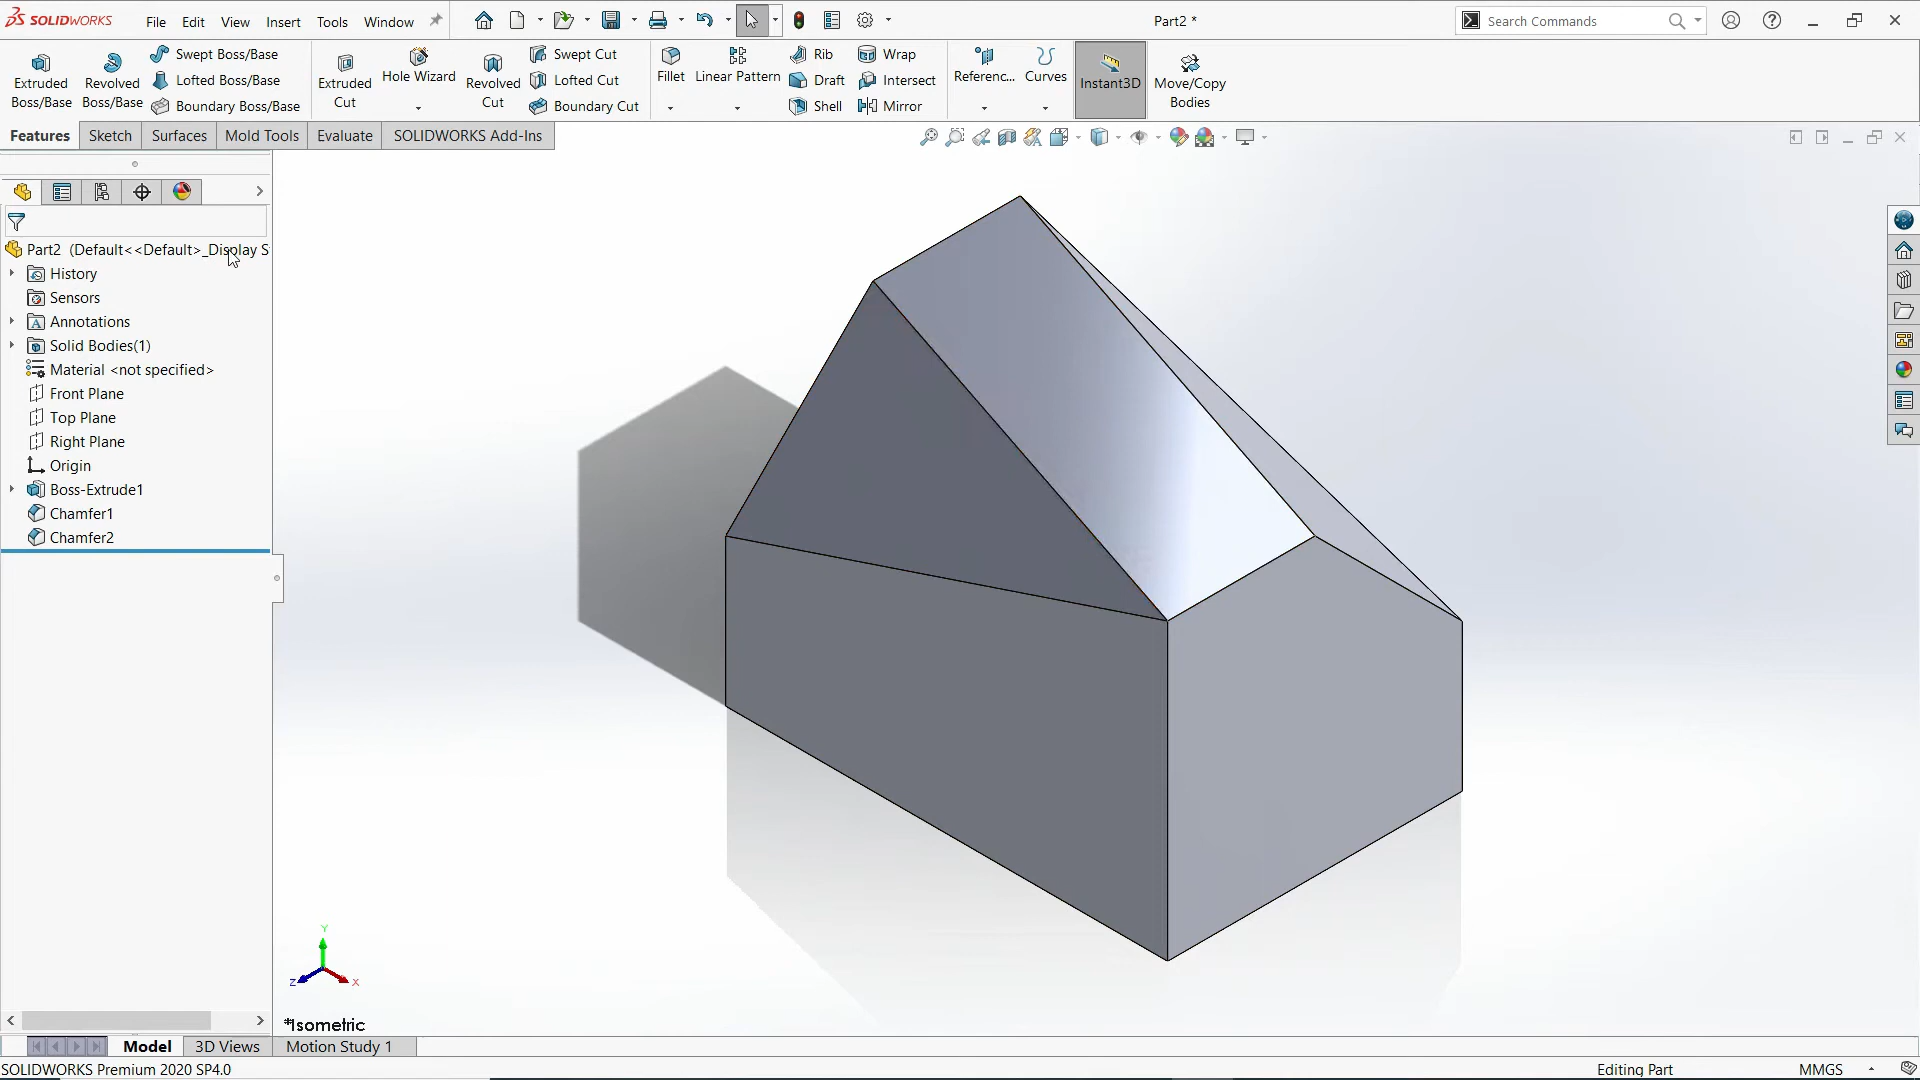 SOLIDWORKS File Edit View Insert Tools Window Part2 * Search Commands
Extruded Boss/Base
Revolved Boss/Base
Swept Boss/Base
Lofted Boss/Base
Boundary Boss/Base
Extruded Cut
Hole Wizard
Revolved Cut
Swept Cut
Lofted Cut
Boundary Cut
Fillet
Linear Pattern
Rib
Draft
Shell
Wrap
Intersect
Mirror
Referenc...
Curves
Instant3D
Move/Copy Bodies
Features Sketch Surfaces Mold Tools Evaluate SOLIDWORKS Add-Ins
Part2 (Default<<Default>_Display S
History
Sensors
Annotations
Solid Bodies(1)
Material <not specified>
Front Plane
Top Plane
Right Plane
Origin
Boss-Extrude1
Chamfer1
Chamfer2
Y
Z X
*Isometric
Model 3D Views Motion Study 1
SOLIDWORKS Premium 2020 SP4.0 Editing Part MMGS